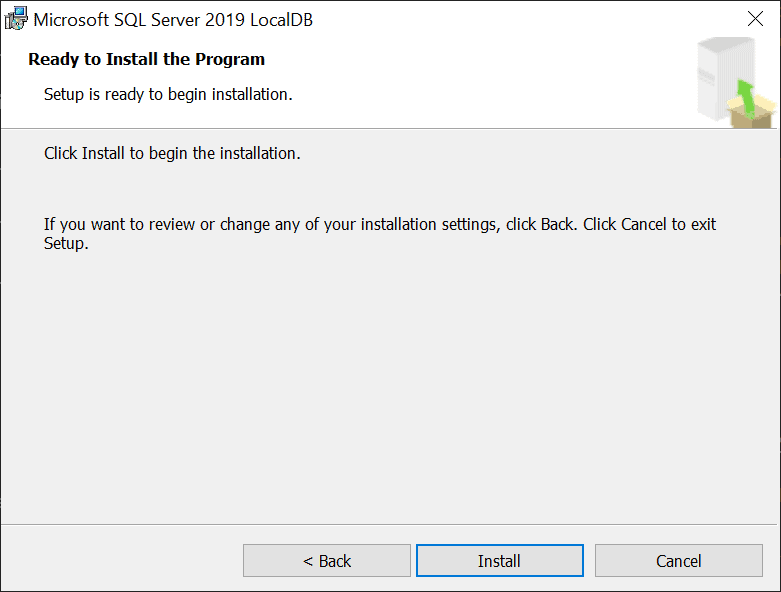 Microsoft SQL Server 2019 LocalDB
Ready to Install the Program
Setup is ready to begin installation.
Click Install to begin the installation.
If you want to review or change any of your installation settings, click Back. Click Cancel to exit
Setup.
< Back
Install
Cancel